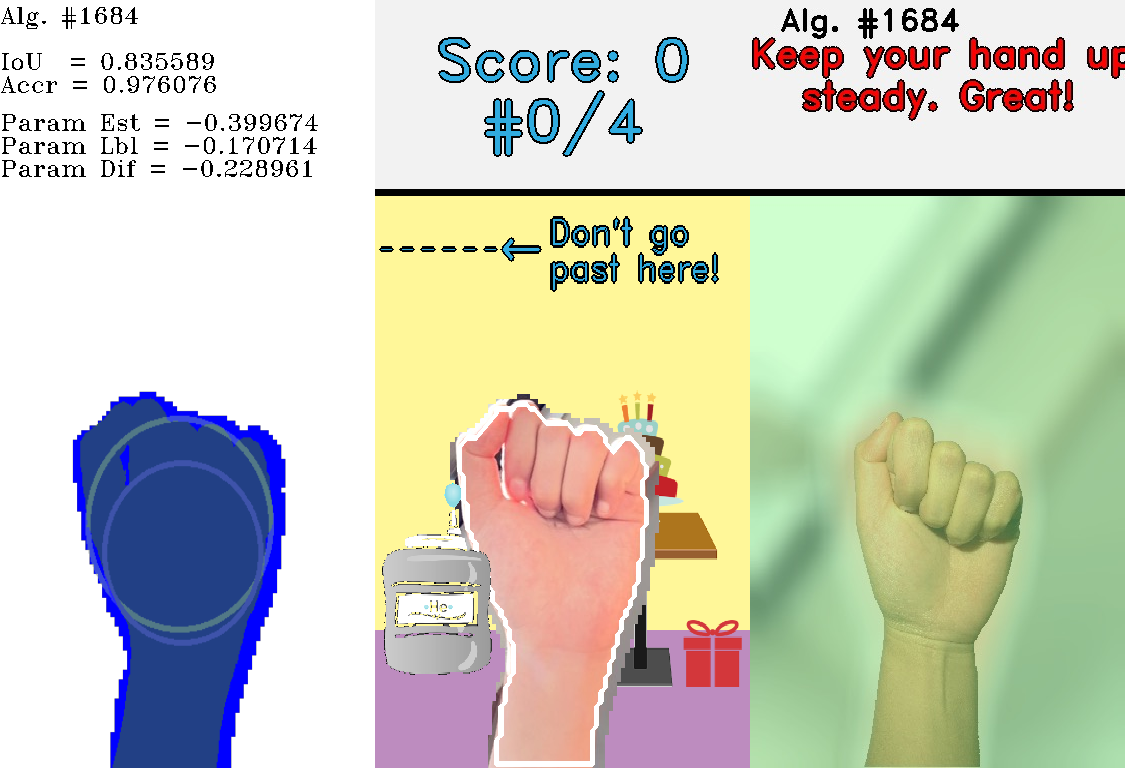 Alg. #1684
IoU = 0.835589
Accr = 0.976076
Param Est = −0.399674
Param Lbl = −0.170714
Param Dif = −0.228961
Score: 0
#0/4
Alg. #1684
Keep your hand up
steady. Great!
Don't go
past here!